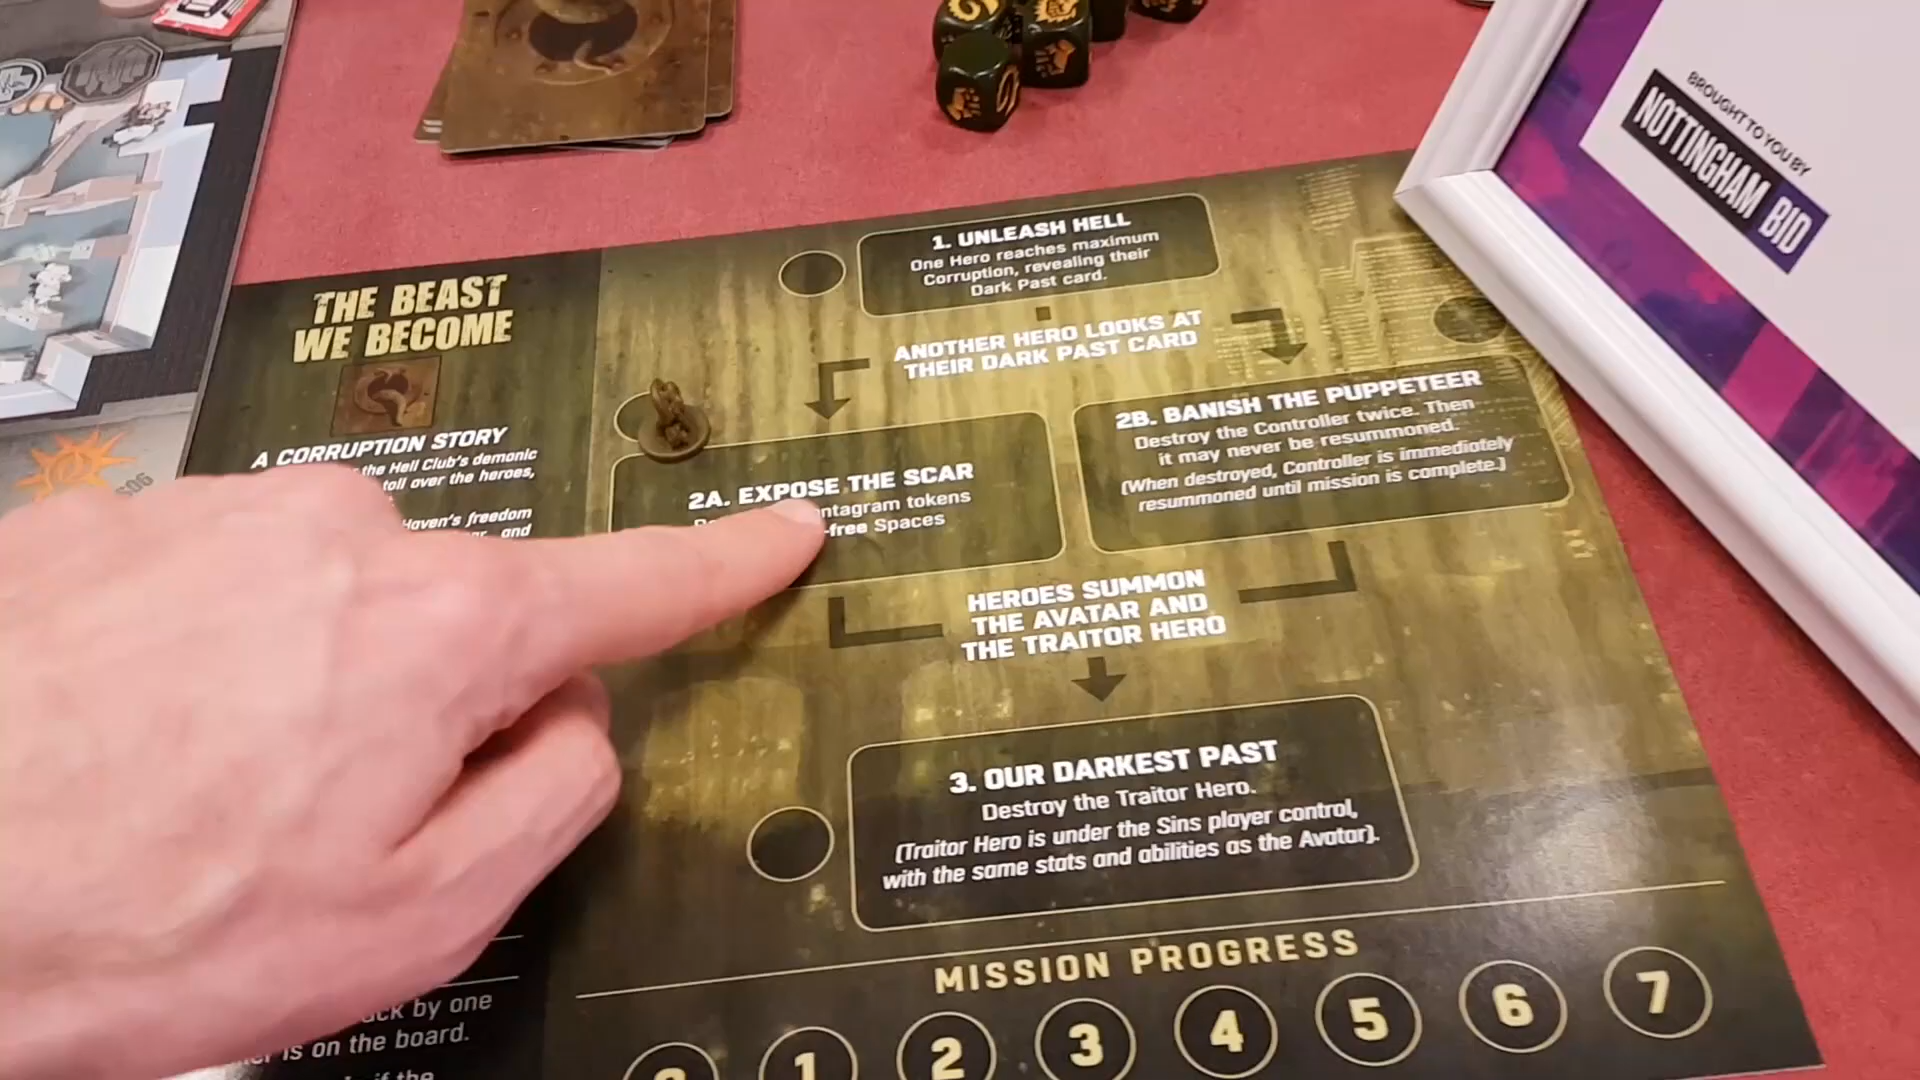 BROUGHT TO YOU BY
NOTTINGHAM BID
THE BEAST
WE BECOME
A CORRUPTION STORY
the Hell Club's demonic
toll over the heroes,
Haven's freedom
and
by one
is on the board.
if the
1. UNLEASH HELL
One Hero reaches maximum
Corruption, revealing their
Dark Past card.
ANOTHER HERO LOOKS AT
THEIR DARK PAST CARD
2A. EXPOSE THE SCAR
tokens
-free Spaces
2B. BANISH THE PUPPETEER
Destroy the Controller twice. Then
it may never be resummoned.
(When destroyed, Controller is immediately
resummoned until mission is complete.)
HEROES SUMMON
THE AVATAR AND
THE TRAITOR HERO
3. OUR DARKEST PAST
Destroy the Traitor Hero.
(Traitor Hero is under the Sins player control,
with the same stats and abilities as the Avatar).
MISSION PROGRESS
0 1 2 3 4 5 6 7